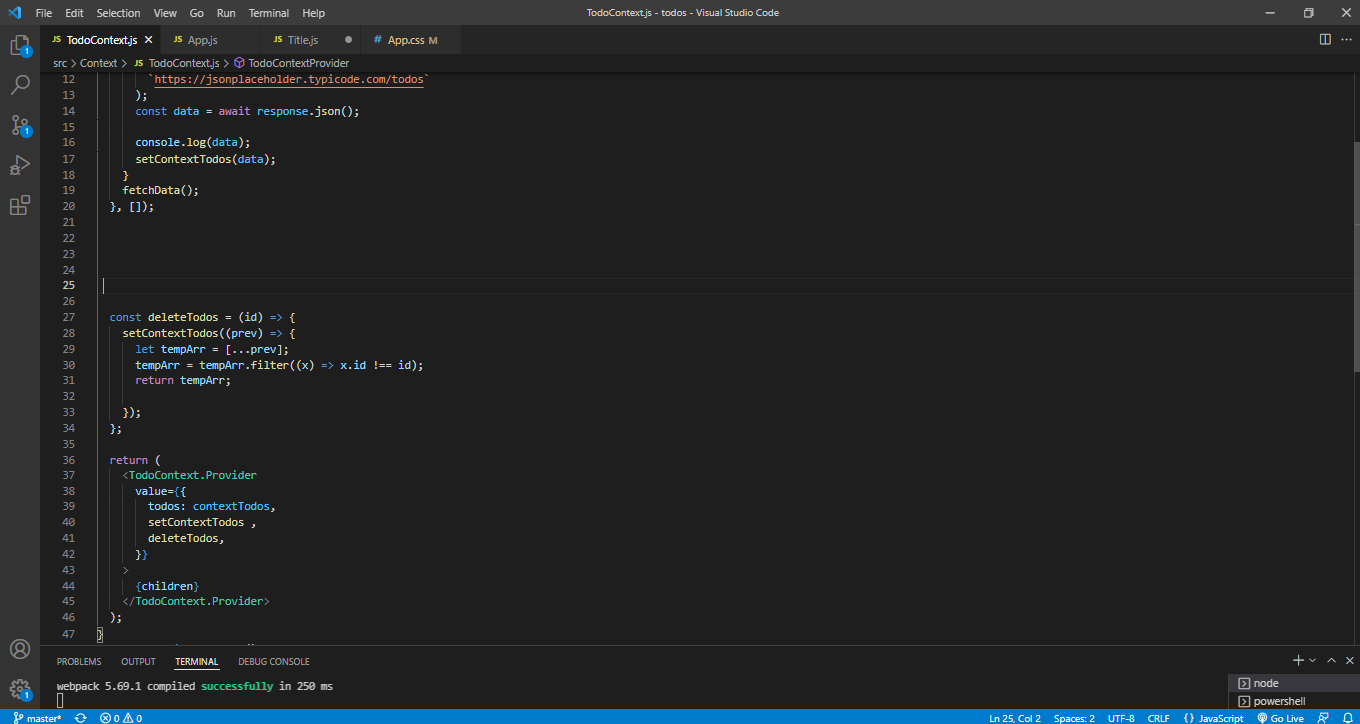 File Edit Selection View Go Run Terminal Help
TodoContext.js - todos - Visual Studio Code
JS TodoContext.js × JS App.js JS Title.js ● # App.css M
src > Context > JS TodoContext.js > TodoContextProvider
12 `https://jsonplaceholder.typicode.com/todos`
13 );
14 const data = await response.json();
15
16 console.log(data);
17 setContextTodos(data);
18 }
19 fetchData();
20 }, []);
21
22
23
24
25
26
27 const deleteTodos = (id) => {
28 setContextTodos((prev) => {
29 let tempArr = [...prev];
30 tempArr = tempArr.filter((x) => x.id !== id);
31 return tempArr;
32
33 });
34 };
35
36 return (
37 <TodoContext.Provider
38 value={{
39 todos: contextTodos,
40 setContextTodos ,
41 deleteTodos,
42 }}
43 >
44 {children}
45 </TodoContext.Provider>
46 );
47 }
PROBLEMS OUTPUT TERMINAL DEBUG CONSOLE
webpack 5.69.1 compiled successfully in 250 ms
node
powershell
1
1
1
master* 0 0 Ln 25, Col 2 Spaces: 2 UTF-8 CRLF {} JavaScript Go Live